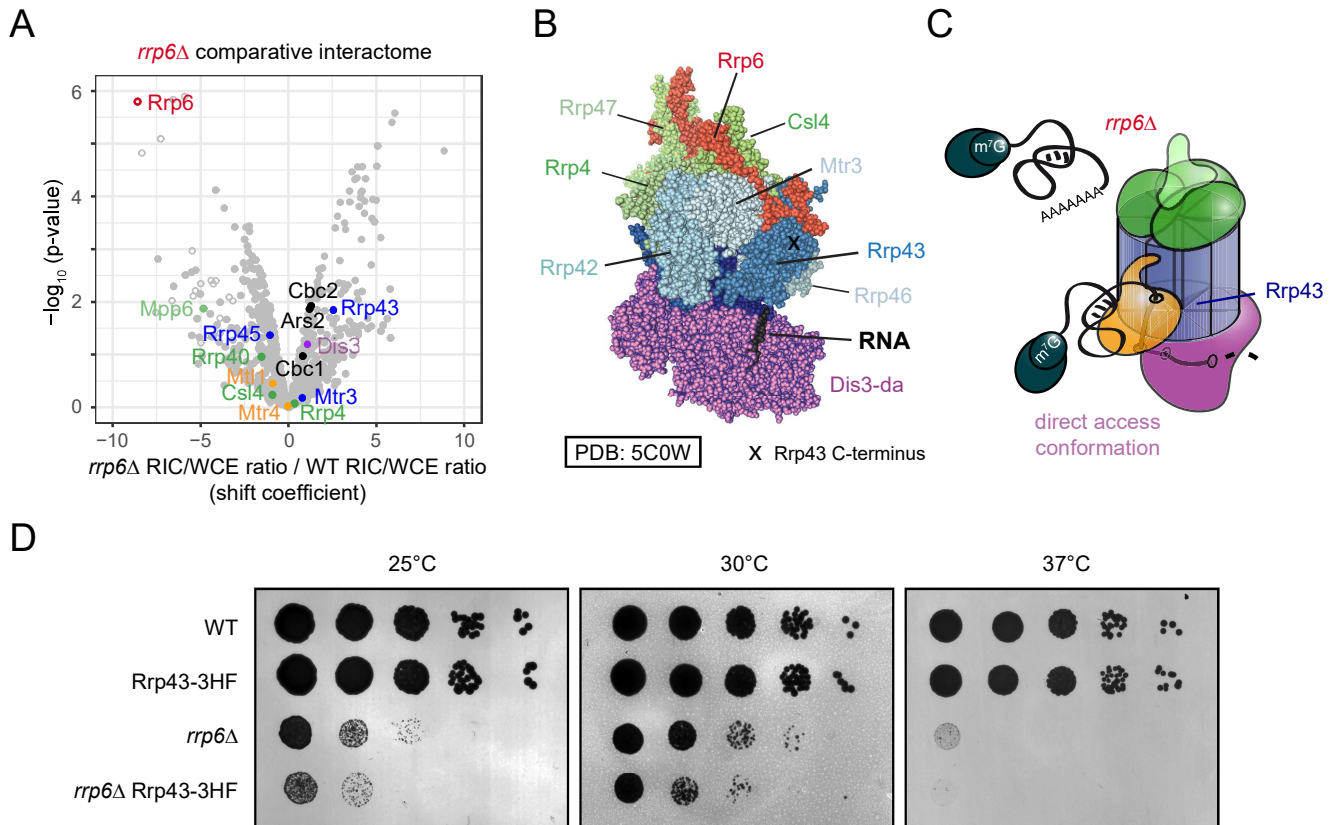 A
rrp6Δ comparative interactome
6
4
2
0
−log₁₀ (p-value)
Rrp6
Cbc2
Mpp6
Rrp43
Ars2
Rrp45
Dis3
Rrp40
Cbc1
Mtl1
Csl4
Mtr3
Mtr4
Rrp4
−10
−5
0
5
10
rrp6Δ RIC/WCE ratio / WT RIC/WCE ratio
(shift coefficient)
B
Rrp6
Rrp47
Csl4
Rrp4
Mtr3
Rrp43
Rrp42
Rrp46
RNA
Dis3-da
PDB: 5C0W
X Rrp43 C-terminus
X
C
rrp6Δ
m⁷G
AAAAAAA
Rrp43
m⁷G
direct access
conformation
D
25°C
30°C
37°C
WT
Rrp43-3HF
rrp6Δ
rrp6Δ Rrp43-3HF